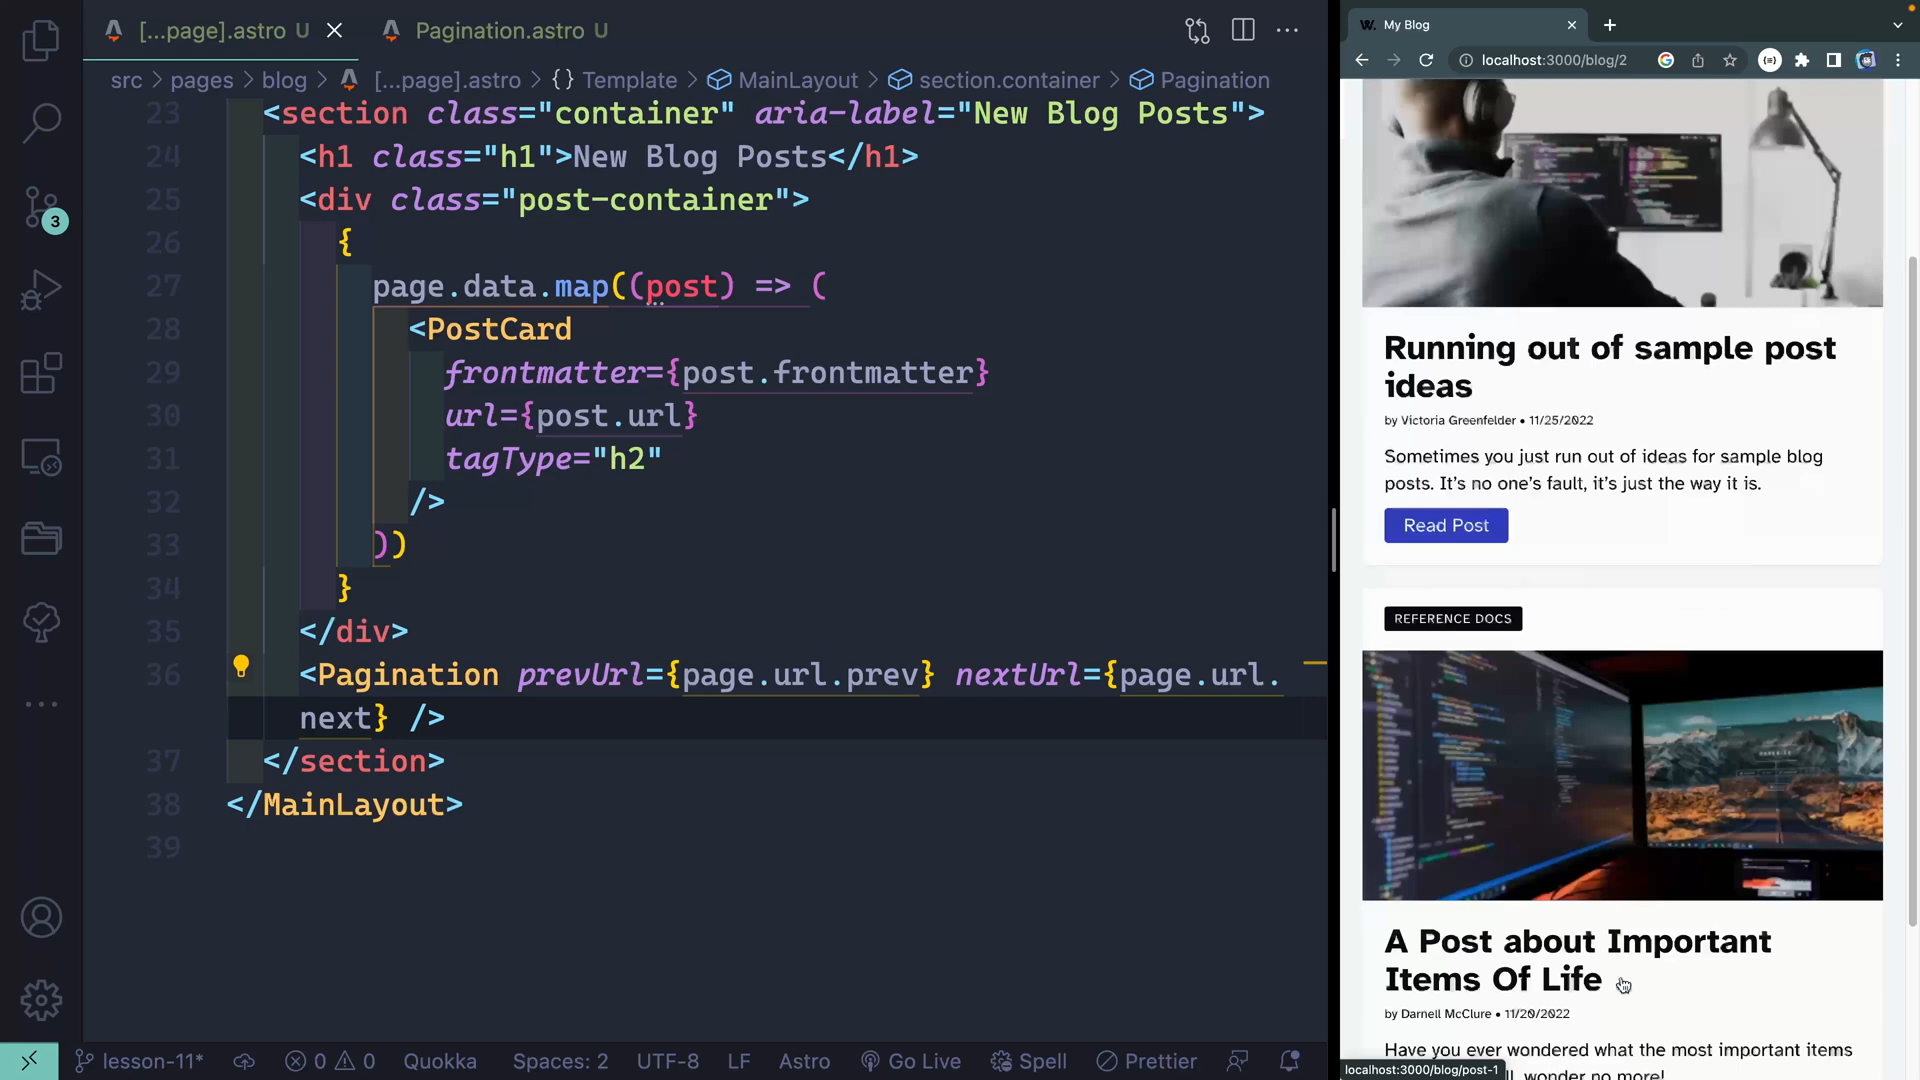 [...page].astro U
Pagination.astro U
src > pages > blog > [...page].astro > {} Template > MainLayout > section.container > Pagination
23 <section class="container" aria-label="New Blog Posts">
24 <h1 class="h1">New Blog Posts</h1>
25 <div class="post-container">
26 {
27 page.data.map((post) => (
28 <PostCard
29 frontmatter={post.frontmatter}
30 url={post.url}
31 tagType="h2"
32 />
33 ))
34 }
35 </div>
36 <Pagination prevUrl={page.url.prev} nextUrl={page.url.
next} />
37 </section>
38 </MainLayout>
39
3
lesson-11* 0 0 Quokka Spaces: 2 UTF-8 LF Astro Go Live Spell Prettier
My Blog
localhost:3000/blog/2
Running out of sample post
ideas
by Victoria Greenfelder • 11/25/2022
Sometimes you just run out of ideas for sample blog
posts. It’s no one’s fault, it’s just the way it is.
Read Post
REFERENCE DOCS
A Post about Important
Items Of Life
by Darnell McClure • 11/20/2022
Have you ever wondered what the most important items
wonder no more!
localhost:3000/blog/post-1